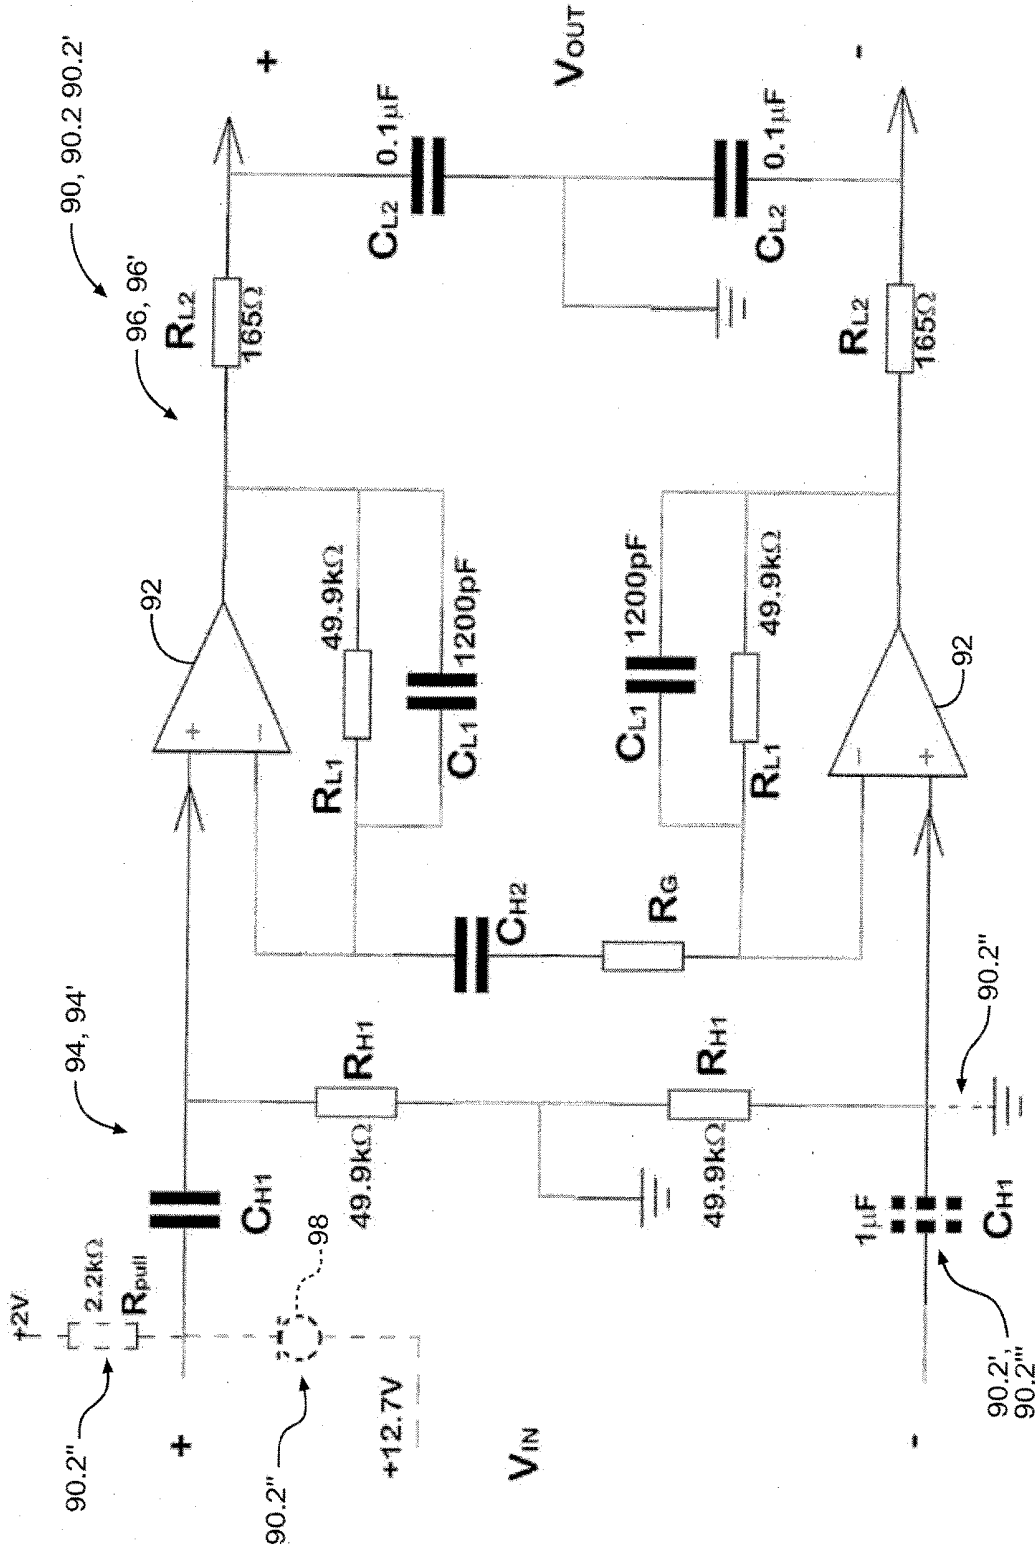 90, 90.2 90.2'
96, 96'
94, 94'
+2V
2.2kΩ
Rpull
90.2"
+
CH1
98
90.2"
+12.7V
VIN
RH1
49.9kΩ
RH1
49.9kΩ
1µF
CH1
90.2',
90.2'''
-
90.2"
CH2
RG
92
+
-
RL1
49.9kΩ
CL1
1200pF
CL1
1200pF
RL1
49.9kΩ
-
+
92
RL2
165Ω
RL2
165Ω
CL2
0.1µF
CL2
0.1µF
+
VOUT
-